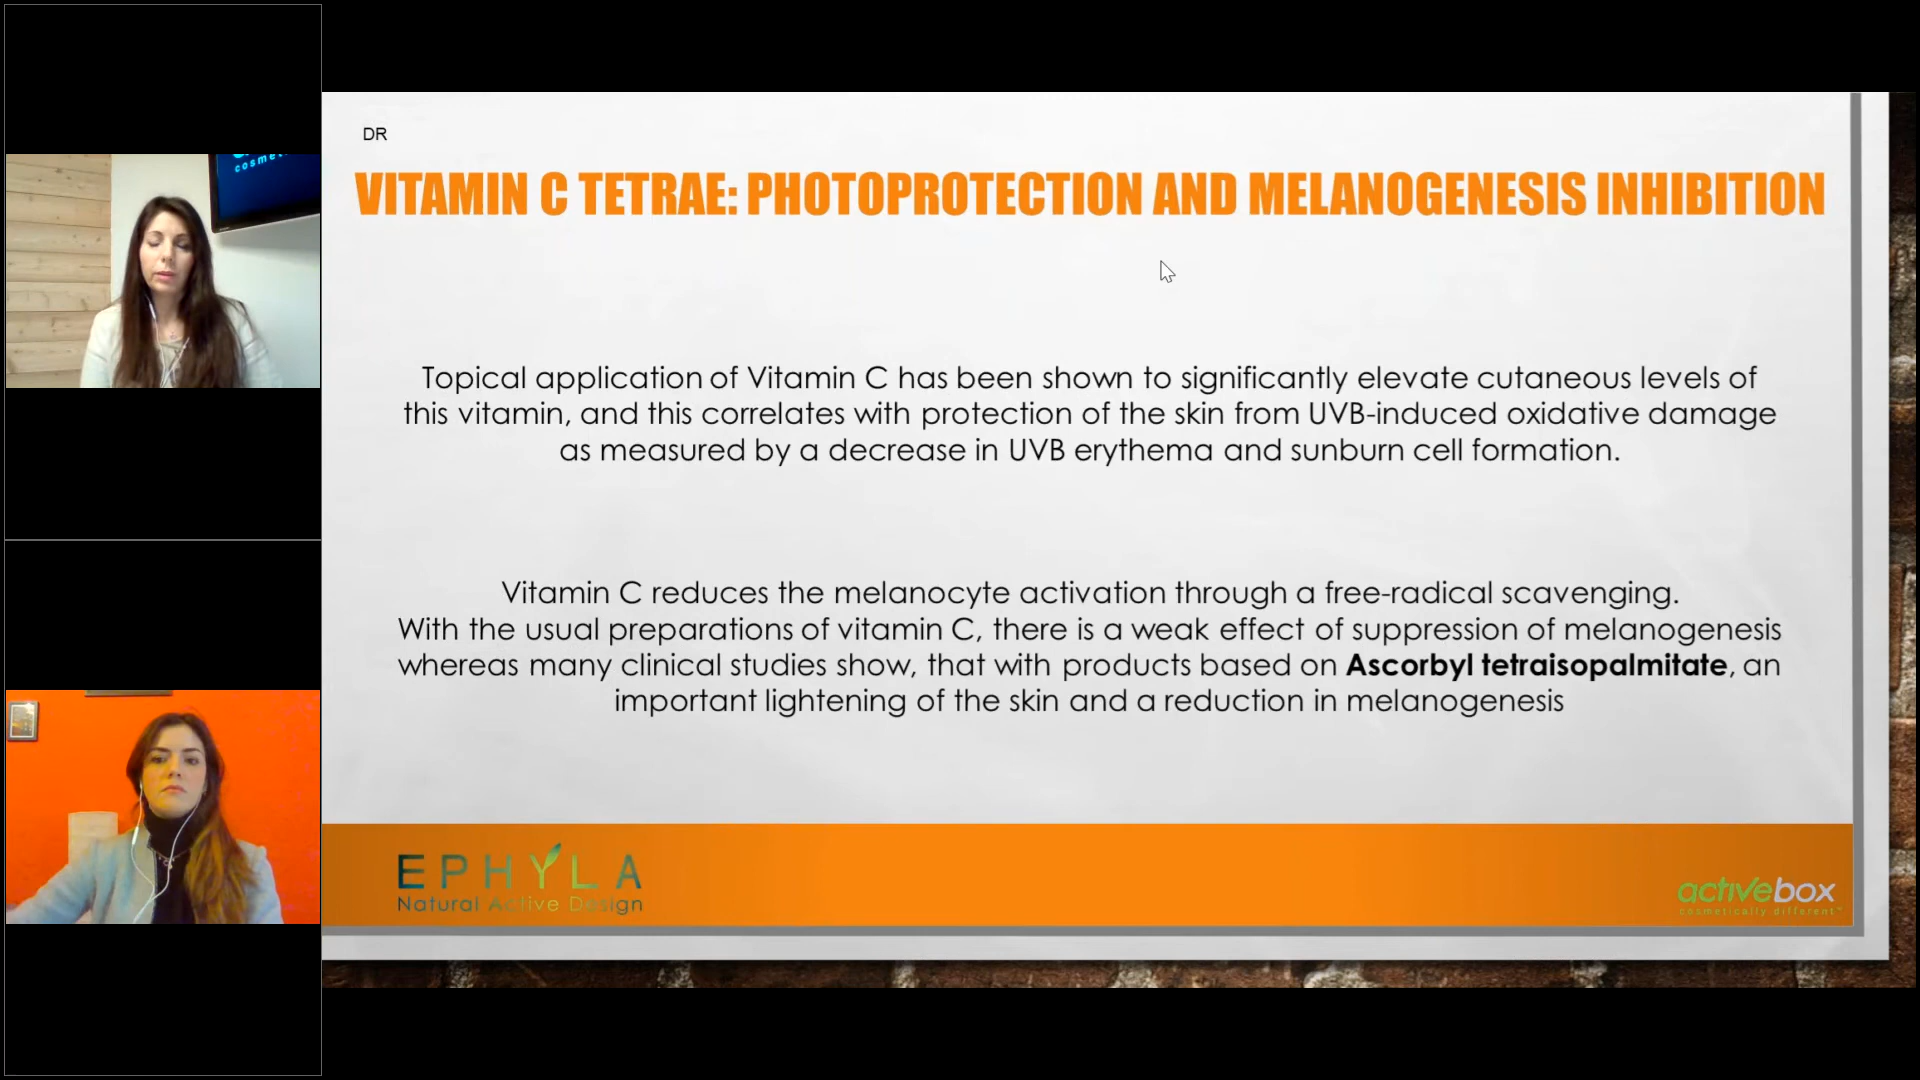 cosme
DR
VITAMIN C TETRAE: PHOTOPROTECTION AND MELANOGENESIS INHIBITION
Topical application of Vitamin C has been shown to significantly elevate cutaneous levels of
this vitamin, and this correlates with protection of the skin from UVB-induced oxidative damage
as measured by a decrease in UVB erythema and sunburn cell formation.
Vitamin C reduces the melanocyte activation through a free-radical scavenging.
With the usual preparations of vitamin C, there is a weak effect of suppression of melanogenesis
whereas many clinical studies show, that with products based on Ascorbyl tetraisopalmitate, an
important lightening of the skin and a reduction in melanogenesis
EPHYLA
Natural Active Design
activebox
cosmetically different™